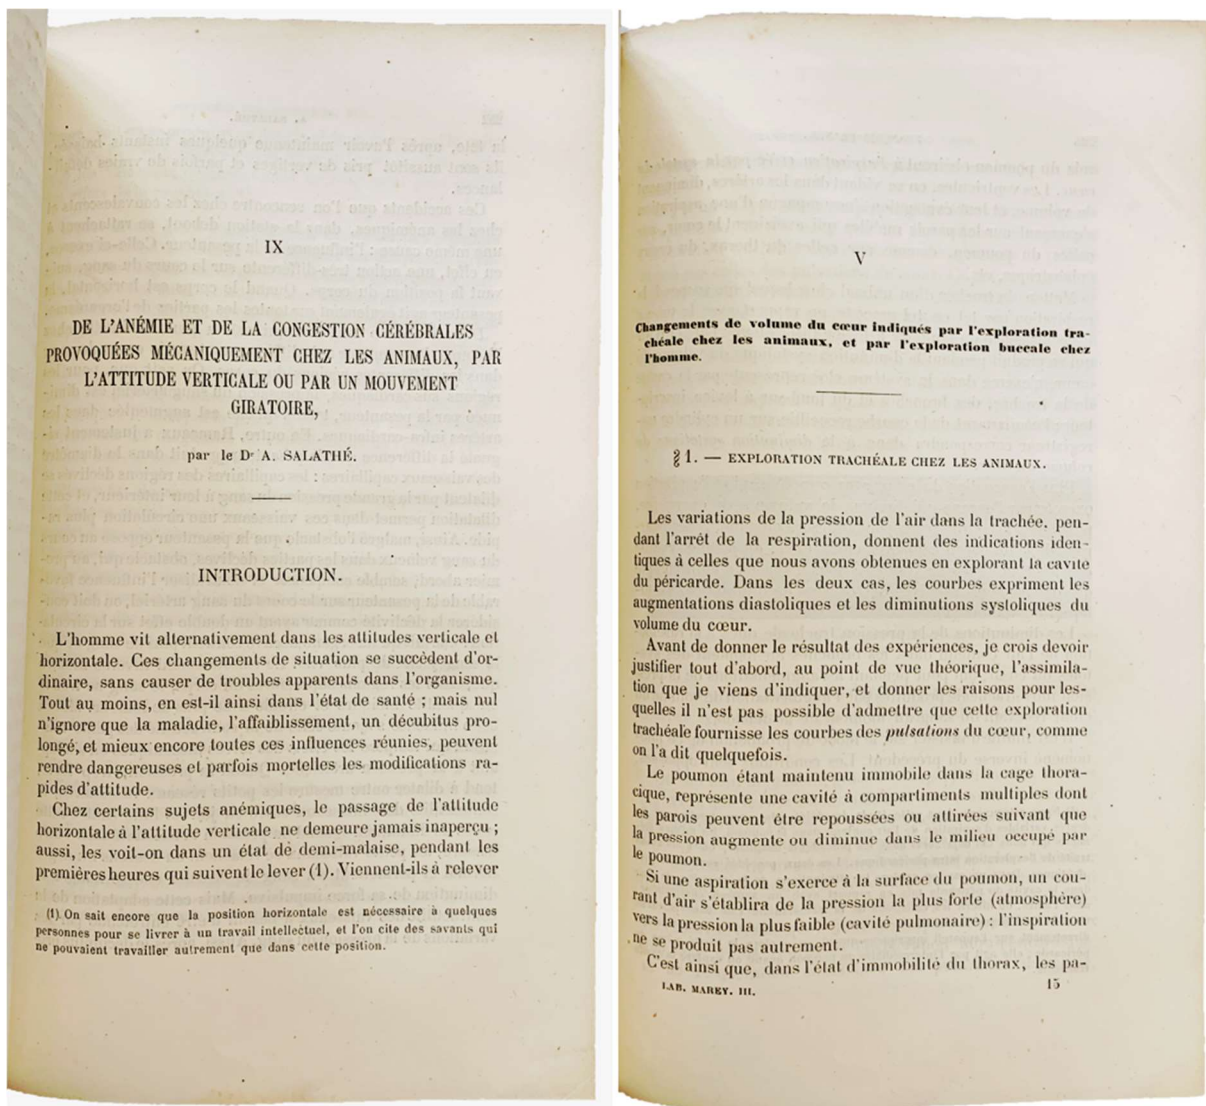 IX
DE L'ANÉMIE ET DE LA CONGESTION CÉRÉBRALES
PROVOQUÉES MÉCANIQUEMENT CHEZ LES ANIMAUX, PAR
L'ATTITUDE VERTICALE OU PAR UN MOUVEMENT
GIRATOIRE,
par le Dr A. SALATHÉ.
INTRODUCTION.
L'homme vit alternativement dans les attitudes verticale et
horizontale. Ces changements de situation se succèdent d'or-
dinaire, sans causer de troubles apparents dans l'organisme.
Tout au moins, en est-il ainsi dans l'état de santé ; mais nul
n'ignore que la maladie, l'affaiblissement, un décubitus pro-
longé, et mieux encore toutes ces influences réunies, peuvent
rendre dangereuses et parfois mortelles les modifications ra-
pides d'attitude.
Chez certains sujets anémiques, le passage de l'attitude
horizontale à l'attitude verticale ne demeure jamais inaperçu ;
aussi, les voit-on dans un état de demi-malaise, pendant les
premières heures qui suivent le lever (1). Viennent-ils à relever
(1) On sait encore que la position horizontale est nécessaire à quelques
personnes pour se livrer à un travail intellectuel, et l'on cite des savants qui
ne pouvaient travailler autrement que dans cette position.
V
Changements de volume du cœur indiqués par l'exploration tra-
chéale chez les animaux, et par l'exploration buccale chez
l'homme.
§ 1. — EXPLORATION TRACHÉALE CHEZ LES ANIMAUX.
Les variations de la pression de l'air dans la trachée. pen-
dant l'arrêt de la respiration, donnent des indications iden-
tiques à celles que nous avons obtenues en explorant la cavité
du péricarde. Dans les deux cas, les courbes expriment les
augmentations diastoliques et les diminutions systoliques du
volume du cœur.
Avant de donner le résultat des expériences, je crois devoir
justifier tout d'abord, au point de vue théorique, l'assimila-
tion que je viens d'indiquer, et donner les raisons pour les-
quelles il n'est pas possible d'admettre que cette exploration
trachéale fournisse les courbes des pulsations du cœur, comme
on l'a dit quelquefois.
Le poumon étant maintenu immobile dans la cage thora-
cique, représente une cavité à compartiments multiples dont
les parois peuvent être repoussées ou attirées suivant que
la pression augmente ou diminue dans le milieu occupé par
le poumon.
Si une aspiration s'exerce à la surface du poumon, un cou-
rant d'air s'établira de la pression la plus forte (atmosphère)
vers la pression la plus faible (cavité pulmonaire) : l'inspiration
ne se produit pas autrement.
C'est ainsi que, dans l'état d'immobilité du thorax, les pa-
LAB. MAREY. III.
15